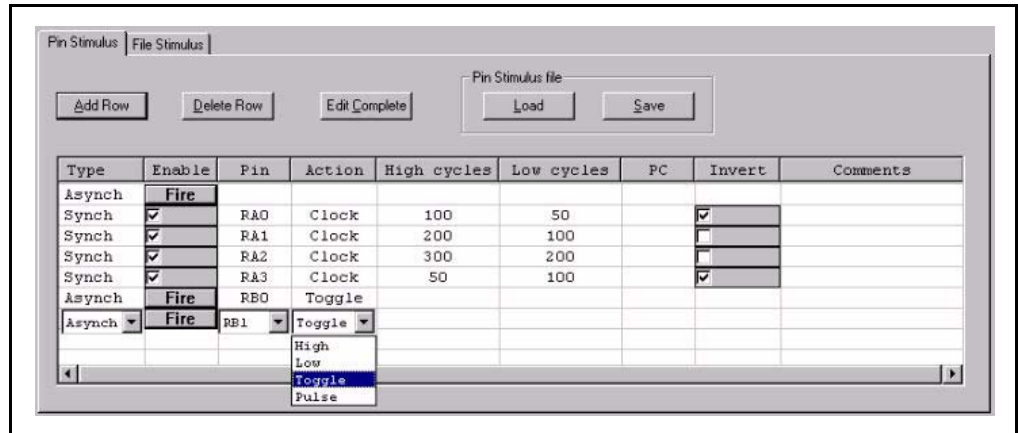 Pin Stimulus File Stimulus
Pin Stimulus file
Add Row Delete Row Edit Complete Load Save
Type Enable Pin Action High cycles Low cycles PC Invert Comments
Asynch Fire
Synch RA0 Clock 100 50
Synch RA1 Clock 200 100
Synch RA2 Clock 300 200
Synch RA3 Clock 50 100
Asynch Fire RB0 Toggle
Asynch Fire RB1 Toggle
High
Low
Toggle
Pulse